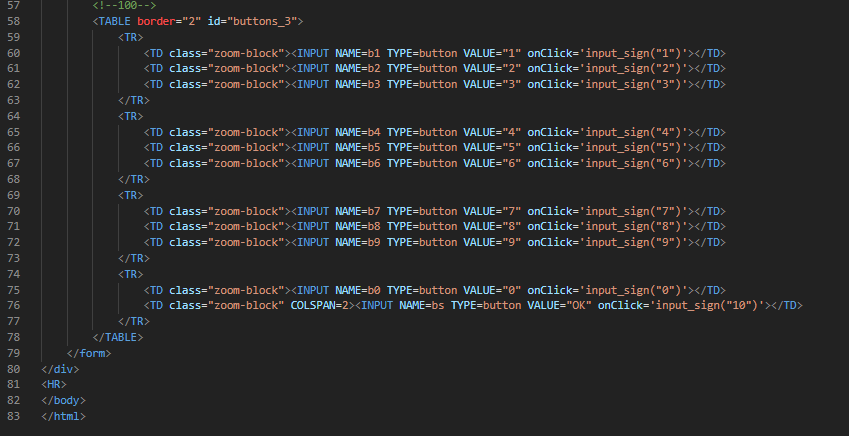 57 <!--100-->
58 <TABLE border="2" id="buttons_3">
59 <TR>
60 <TD class="zoom-block"><INPUT NAME=b1 TYPE=button VALUE="1" onClick='input_sign("1")'></TD>
61 <TD class="zoom-block"><INPUT NAME=b2 TYPE=button VALUE="2" onClick='input_sign("2")'></TD>
62 <TD class="zoom-block"><INPUT NAME=b3 TYPE=button VALUE="3" onClick='input_sign("3")'></TD>
63 </TR>
64 <TR>
65 <TD class="zoom-block"><INPUT NAME=b4 TYPE=button VALUE="4" onClick='input_sign("4")'></TD>
66 <TD class="zoom-block"><INPUT NAME=b5 TYPE=button VALUE="5" onClick='input_sign("5")'></TD>
67 <TD class="zoom-block"><INPUT NAME=b6 TYPE=button VALUE="6" onClick='input_sign("6")'></TD>
68 </TR>
69 <TR>
70 <TD class="zoom-block"><INPUT NAME=b7 TYPE=button VALUE="7" onClick='input_sign("7")'></TD>
71 <TD class="zoom-block"><INPUT NAME=b8 TYPE=button VALUE="8" onClick='input_sign("8")'></TD>
72 <TD class="zoom-block"><INPUT NAME=b9 TYPE=button VALUE="9" onClick='input_sign("9")'></TD>
73 </TR>
74 <TR>
75 <TD class="zoom-block"><INPUT NAME=b0 TYPE=button VALUE="0" onClick='input_sign("0")'></TD>
76 <TD class="zoom-block" COLSPAN=2><INPUT NAME=bs TYPE=button VALUE="OK" onClick='input_sign("10")'></TD>
77 </TR>
78 </TABLE>
79 </form>
80 </div>
81 <HR>
82 </body>
83 </html>